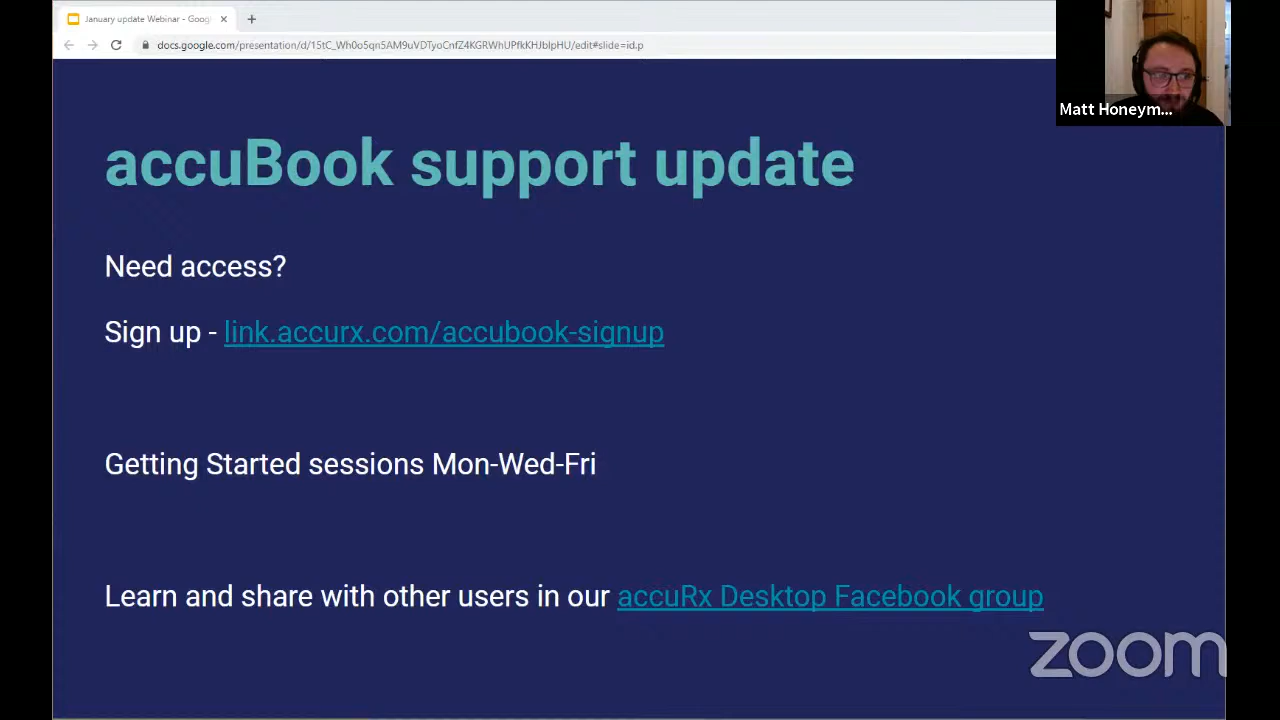 January update Webinar - Goog
docs.google.com/presentation/d/15tC_Wh0o5qn5AM9uVDTyoCnfZ4KGRWhUPfkKHJbIpHU/edit#slide=id.p
Matt Honeym...
accuBook support update
Need access?
Sign up - link.accurx.com/accubook-signup
Getting Started sessions Mon-Wed-Fri
Learn and share with other users in our accuRx Desktop Facebook group
zoom